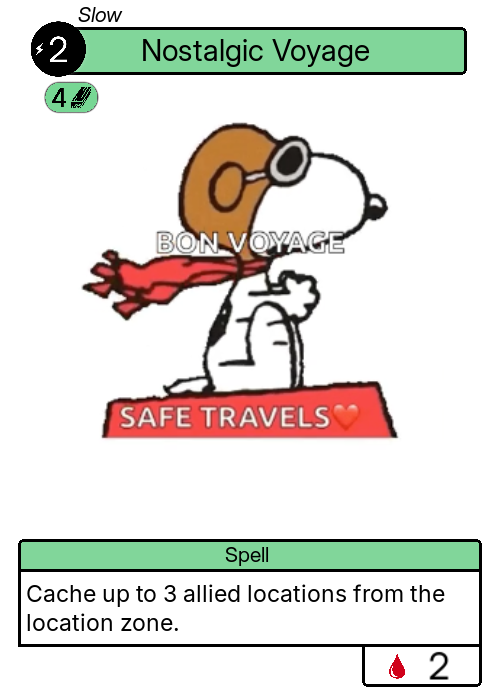 Slow
2
Nostalgic Voyage
4
BON VOYAGE
SAFE TRAVELS❤️
Spell
Cache up to 3 allied locations from the
location zone.
2